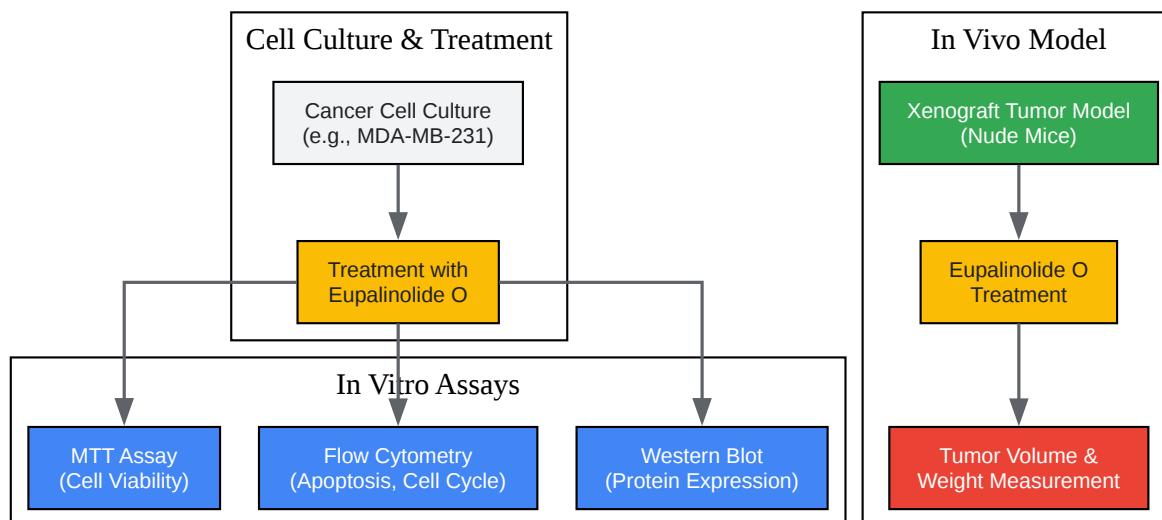 Cell Culture & Treatment
Cancer Cell Culture
(e.g., MDA-MB-231)
Treatment with
Eupalinolide O
In Vitro Assays
MTT Assay
(Cell Viability)
Flow Cytometry
(Apoptosis, Cell Cycle)
Western Blot
(Protein Expression)
In Vivo Model
Xenograft Tumor Model
(Nude Mice)
Eupalinolide O
Treatment
Tumor Volume &
Weight Measurement